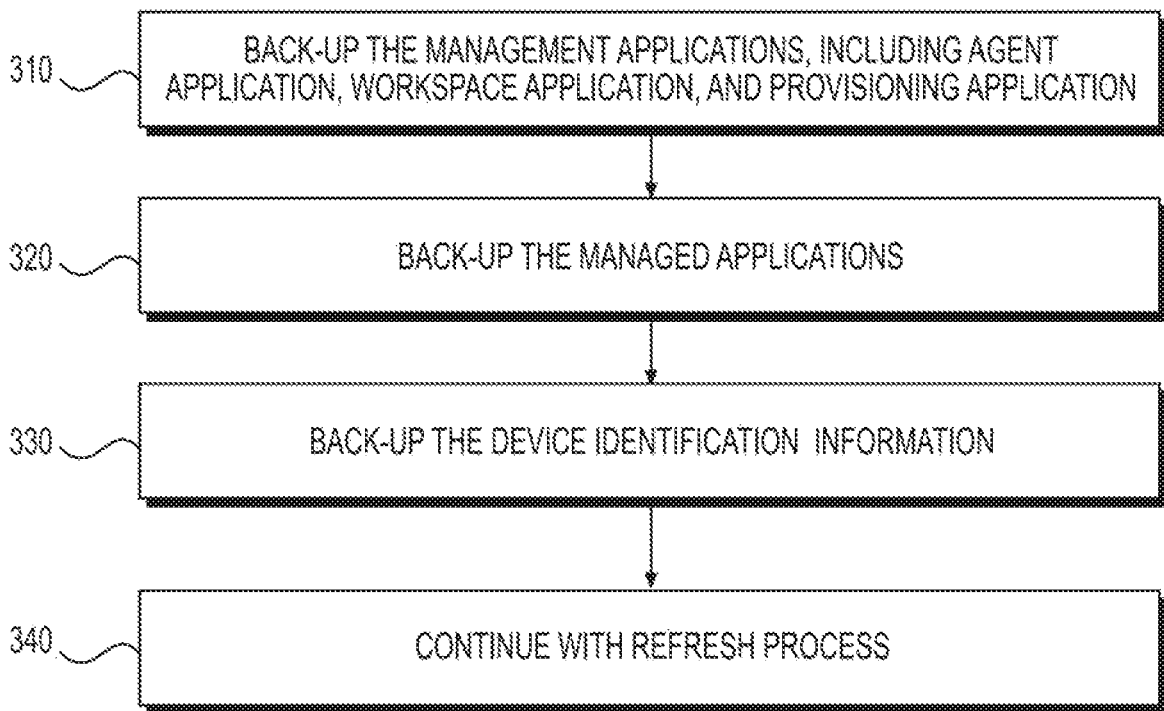 310
BACK-UP THE MANAGEMENT APPLICATIONS, INCLUDING AGENT
APPLICATION, WORKSPACE APPLICATION, AND PROVISIONING APPLICATION
320
BACK-UP THE MANAGED APPLICATIONS
330
BACK-UP THE DEVICE IDENTIFICATION INFORMATION
340
CONTINUE WITH REFRESH PROCESS